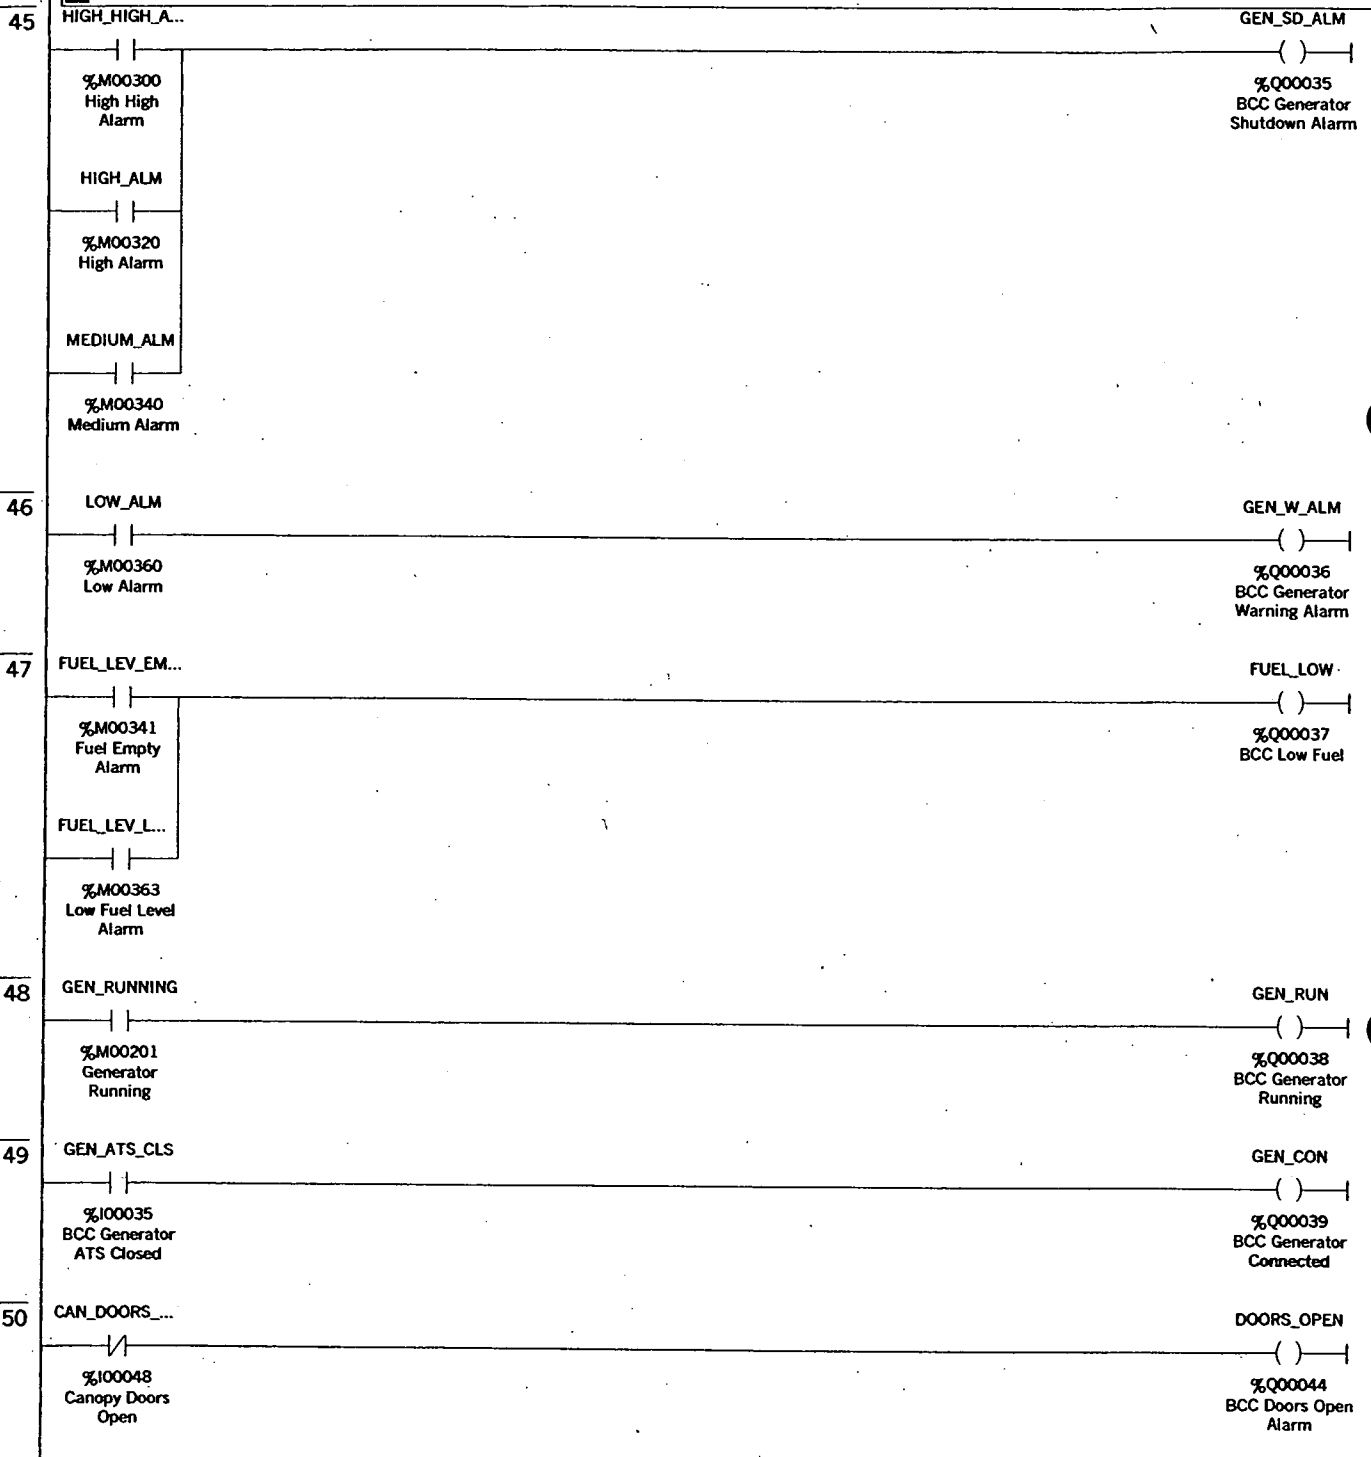 45
HIGH_HIGH_A...
GEN_SD_ALM
%M00300
High High
Alarm
%Q00035
BCC Generator
Shutdown Alarm
HIGH_ALM
%M00320
High Alarm
MEDIUM_ALM
%M00340
Medium Alarm
46
LOW_ALM
GEN_W_ALM
%M00360
Low Alarm
%Q00036
BCC Generator
Warning Alarm
47
FUEL_LEV_EM...
FUEL_LOW
%M00341
Fuel Empty
Alarm
%Q00037
BCC Low Fuel
FUEL_LEV_L...
%M00363
Low Fuel Level
Alarm
48
GEN_RUNNING
GEN_RUN
%M00201
Generator
Running
%Q00038
BCC Generator
Running
49
GEN_ATS_CLS
GEN_CON
%I00035
BCC Generator
ATS Closed
%Q00039
BCC Generator
Connected
50
CAN_DOORS_...
DOORS_OPEN
%I00048
Canopy Doors
Open
%Q00044
BCC Doors Open
Alarm